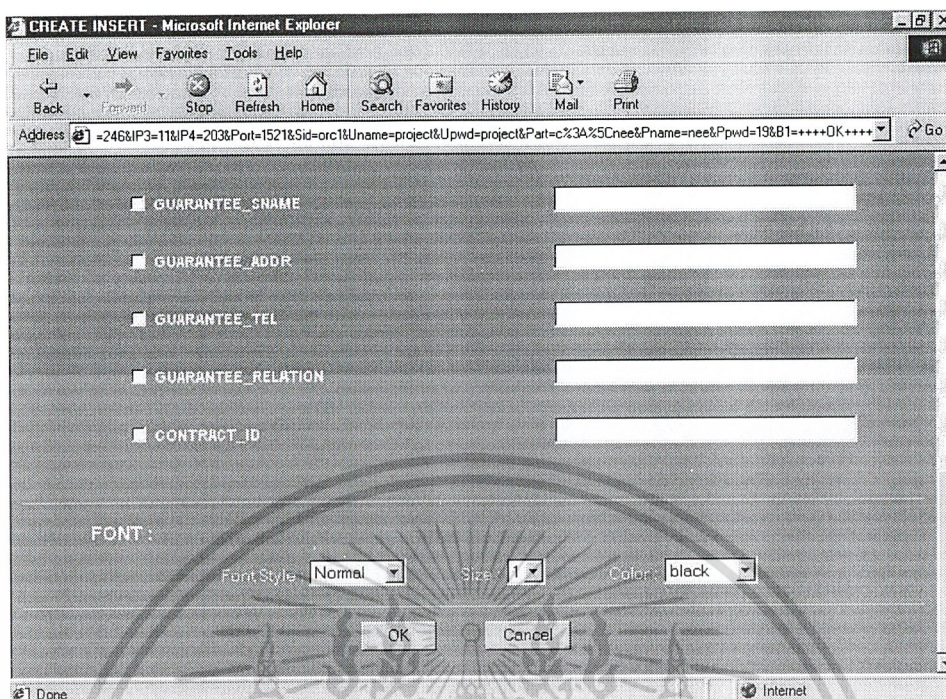 CREATE INSERT - Microsoft Internet Explorer
File Edit View Favorites Tools Help
Back Forward Stop Refresh Home Search Favorites History Mail Print
Address =246&IP3=11&IP4=203&Port=1521&Sid=orc1&Uname=project&Upwd=project&Part=c%3A%5Cnee&Pname=nee&Ppwd=19&B1=++++OK++++ Go
GUARANTEE_SNAME
GUARANTEE_ADDR
GUARANTEE_TEL
GUARANTEE_RELATION
CONTRACT_ID
FONT :
Font Style : Normal Size : 1 Color : black
OK Cancel
Done Internet